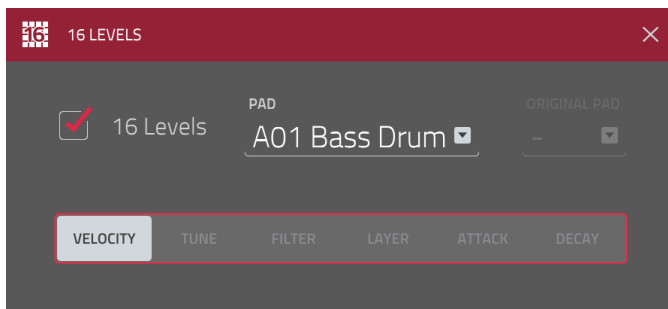 16 16 LEVELS
PAD ORIGINAL PAD
16 Levels A01 Bass Drum –
VELOCITY TUNE FILTER LAYER ATTACK DECAY